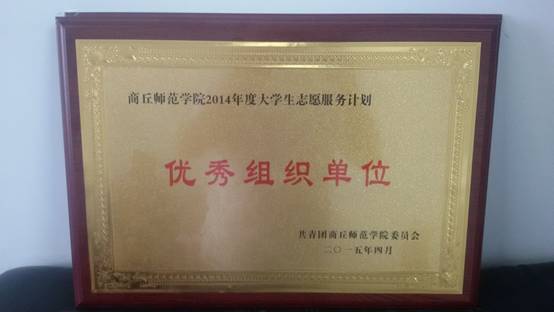 商丘师范学院2014年度大学生志愿服务计划
优秀组织单位
共青团商丘师范学院委员会
二〇一五年四月